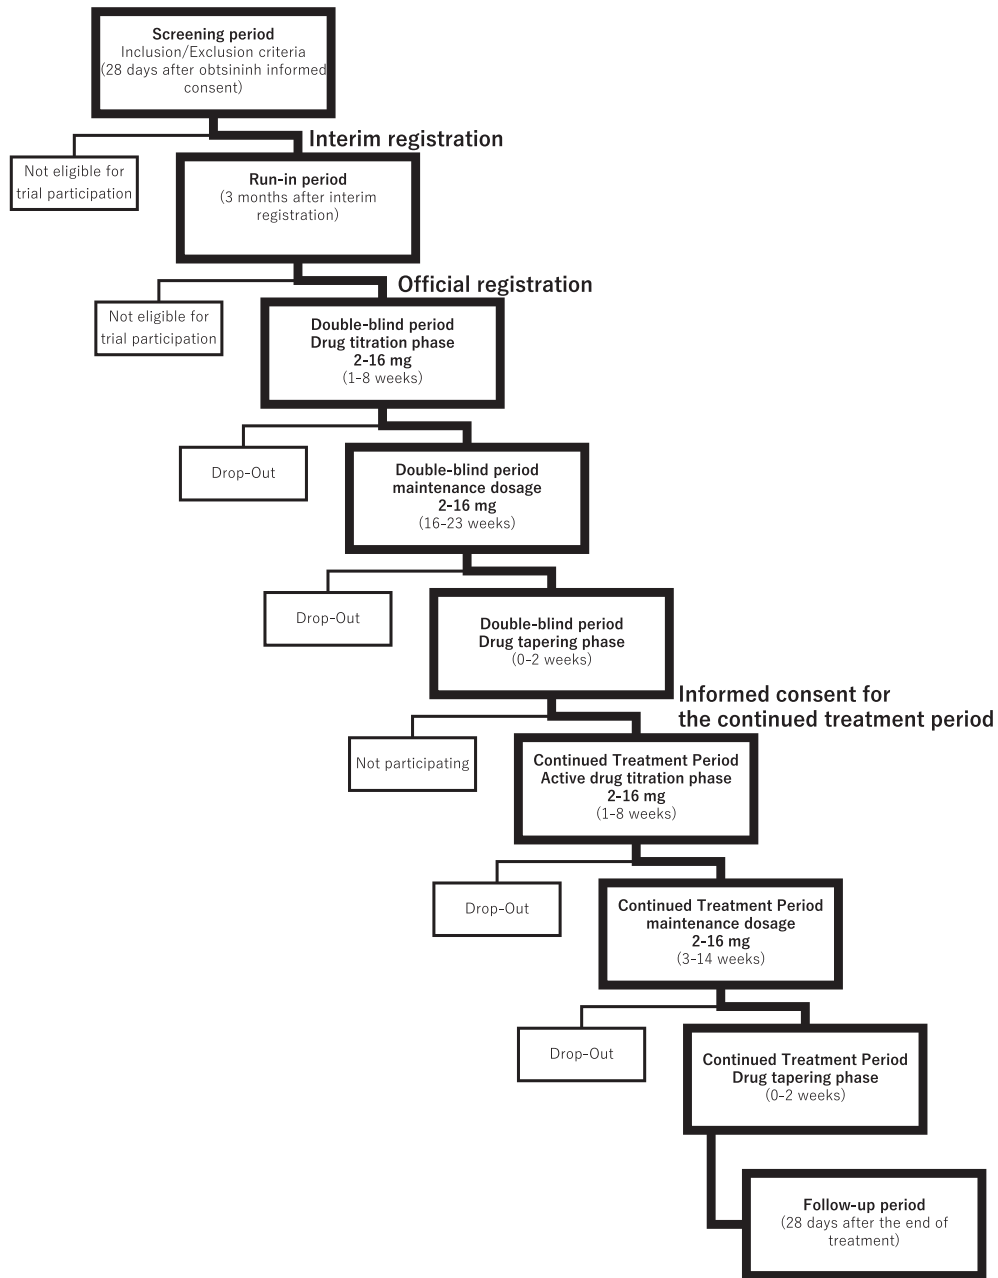 Screening period
Inclusion/Exclusion criteria
(28 days after obtsininh informed
consent)
Interim registration
Not eligible for
trial participation
Run-in period
(3 months after interim
registration)
Official registration
Not eligible for
trial participation
Double-blind period
Drug titration phase
2-16 mg
(1-8 weeks)
Drop-Out
Double-blind period
maintenance dosage
2-16 mg
(16-23 weeks)
Drop-Out
Double-blind period
Drug tapering phase
(0-2 weeks)
Informed consent for
the continued treatment period
Not participating
Continued Treatment Period
Active drug titration phase
2-16 mg
(1-8 weeks)
Drop-Out
Continued Treatment Period
maintenance dosage
2-16 mg
(3-14 weeks)
Drop-Out
Continued Treatment Period
Drug tapering phase
(0-2 weeks)
Follow-up period
(28 days after the end of
treatment)